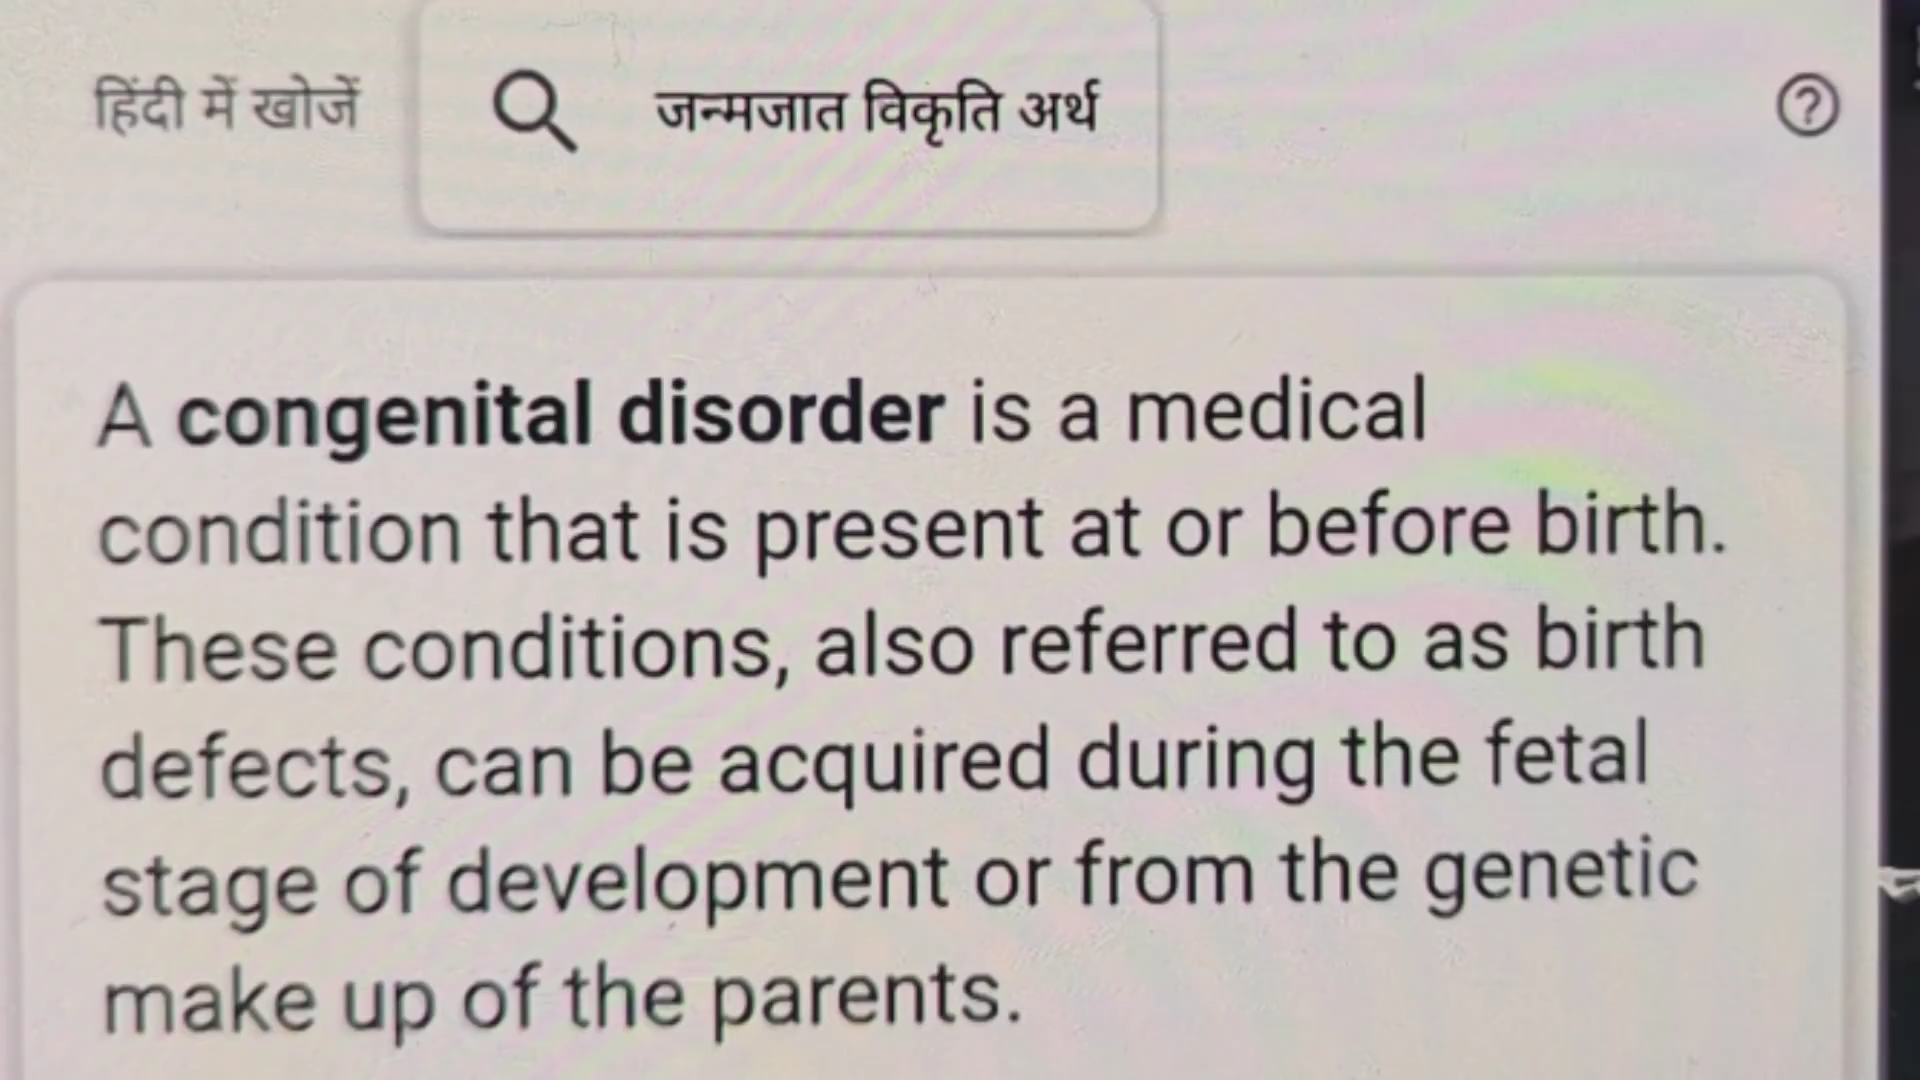 हिंदी में खोजें
जन्मजात विकृति अर्थ
A congenital disorder is a medical
condition that is present at or before birth.
These conditions, also referred to as birth
defects, can be acquired during the fetal
stage of development or from the genetic
make up of the parents.